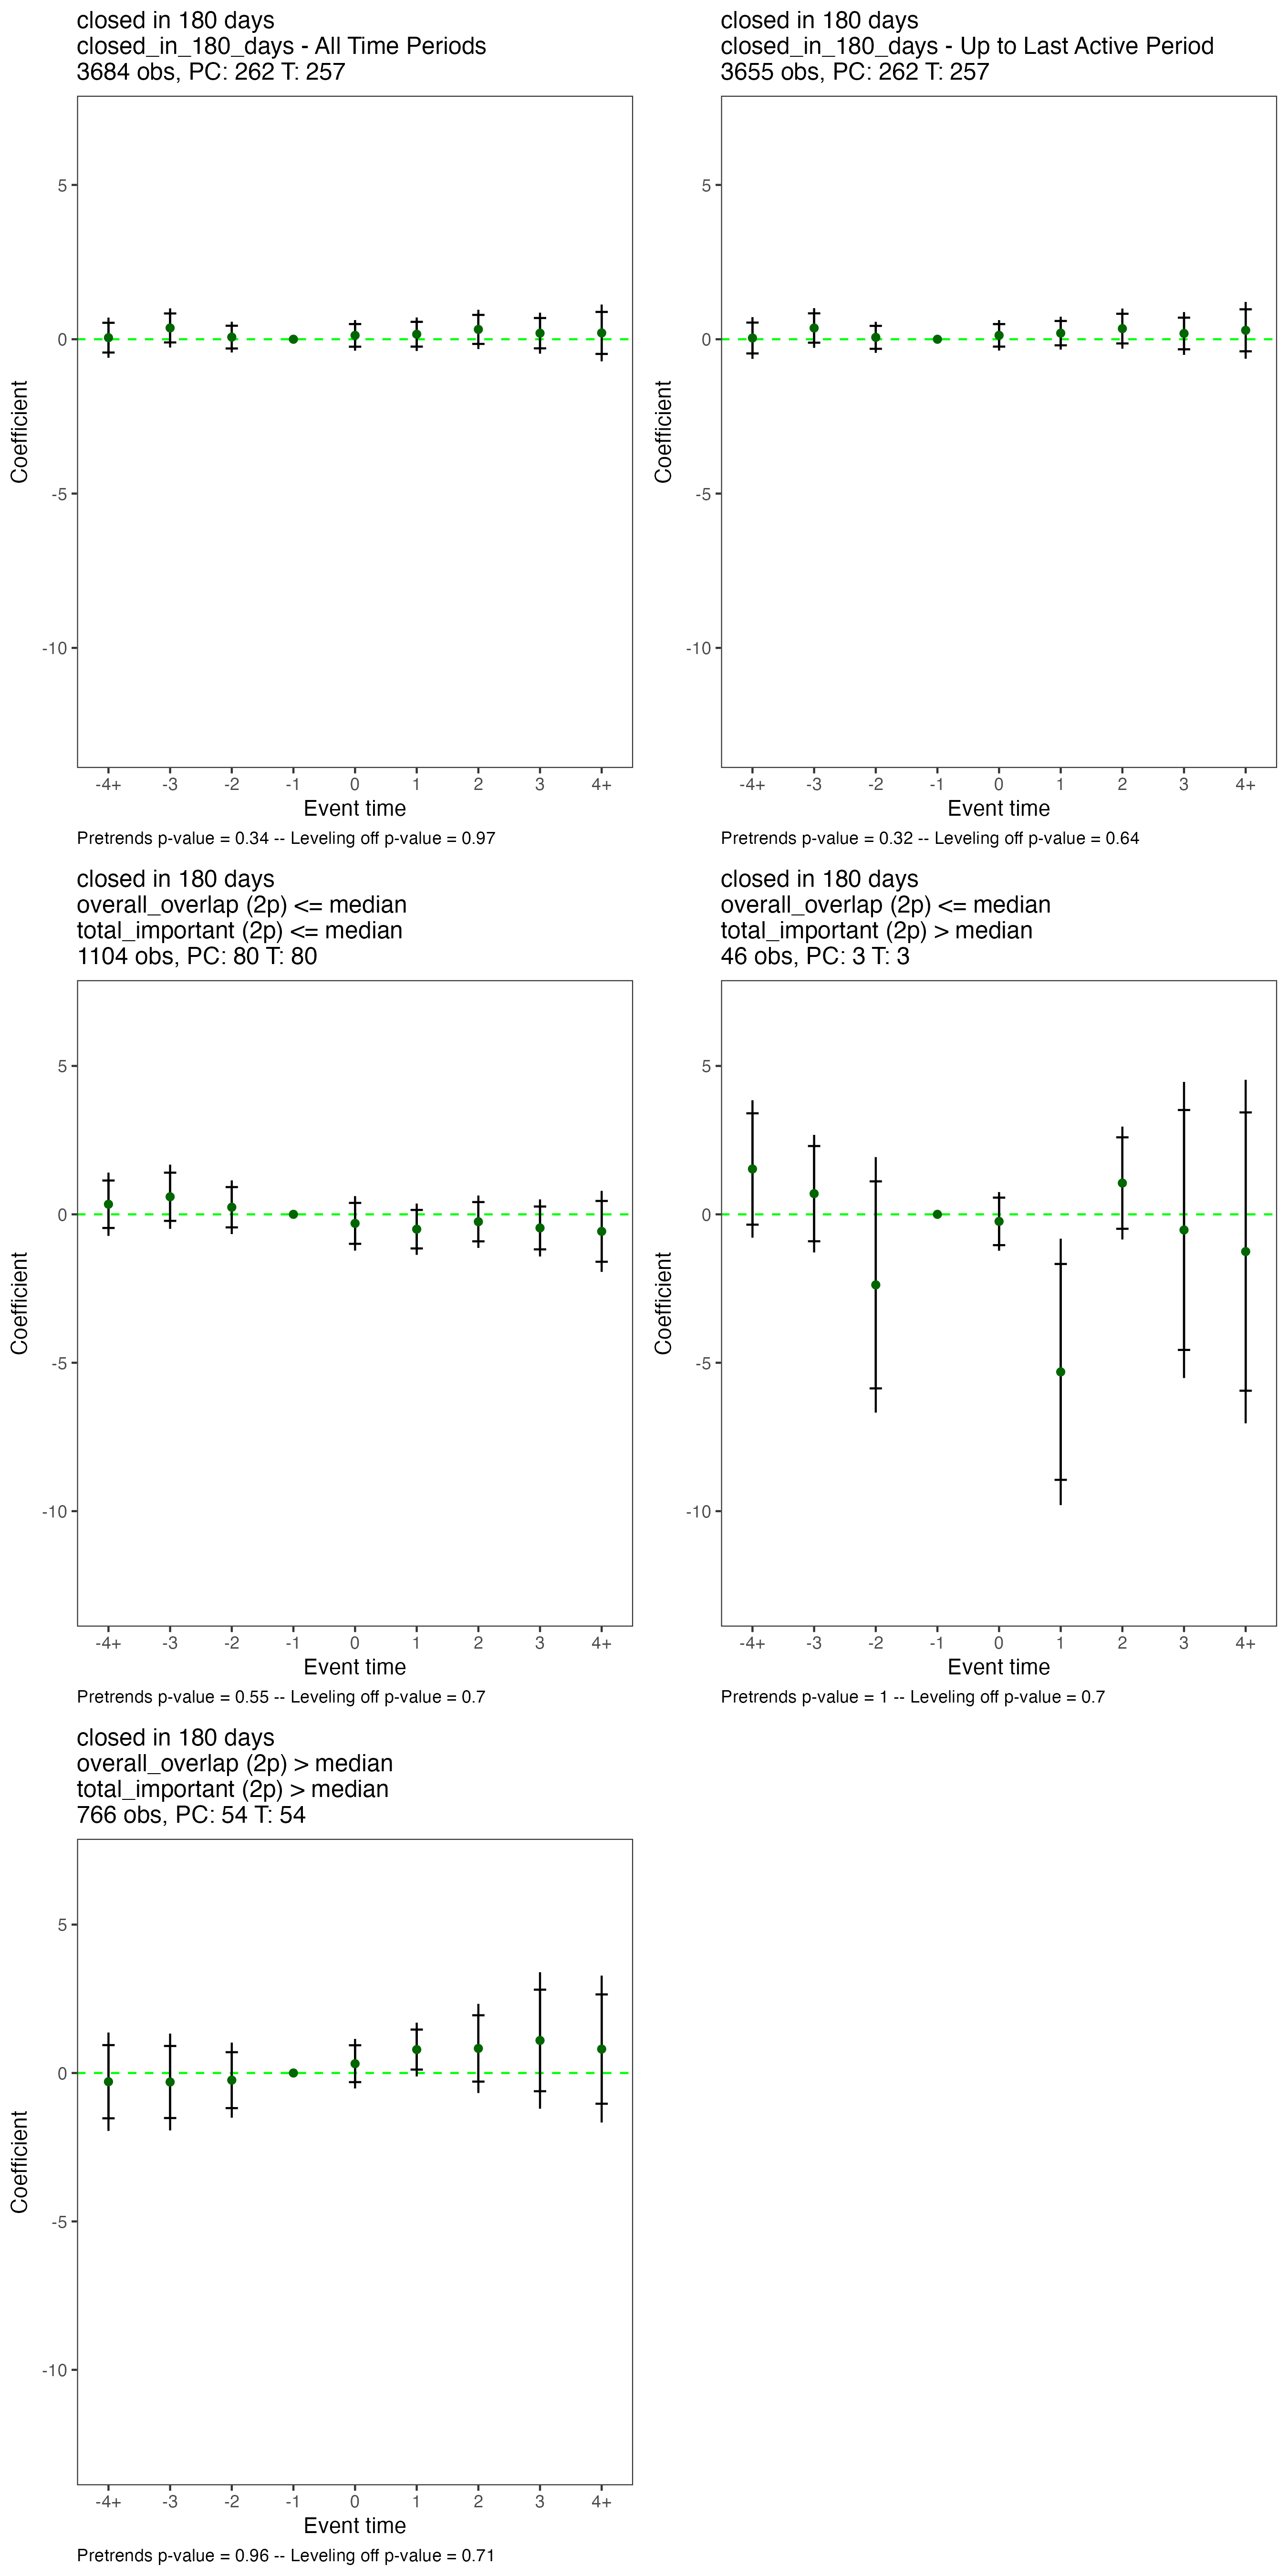 closed in 180 days
closed_in_180_days - All Time Periods
3684 obs, PC: 262 T: 257
5
0
-5
-10
Coefficient
-4+ -3 -2 -1 0 1 2 3 4+
Event time
Pretrends p-value = 0.34 -- Leveling off p-value = 0.97
closed in 180 days
closed_in_180_days - Up to Last Active Period
3655 obs, PC: 262 T: 257
5
0
-5
-10
Coefficient
-4+ -3 -2 -1 0 1 2 3 4+
Event time
Pretrends p-value = 0.32 -- Leveling off p-value = 0.64
closed in 180 days
overall_overlap (2p) <= median
total_important (2p) <= median
1104 obs, PC: 80 T: 80
5
0
-5
-10
Coefficient
-4+ -3 -2 -1 0 1 2 3 4+
Event time
Pretrends p-value = 0.55 -- Leveling off p-value = 0.7
closed in 180 days
overall_overlap (2p) <= median
total_important (2p) > median
46 obs, PC: 3 T: 3
5
0
-5
-10
Coefficient
-4+ -3 -2 -1 0 1 2 3 4+
Event time
Pretrends p-value = 1 -- Leveling off p-value = 0.7
closed in 180 days
overall_overlap (2p) > median
total_important (2p) > median
766 obs, PC: 54 T: 54
5
0
-5
-10
Coefficient
-4+ -3 -2 -1 0 1 2 3 4+
Event time
Pretrends p-value = 0.96 -- Leveling off p-value = 0.71